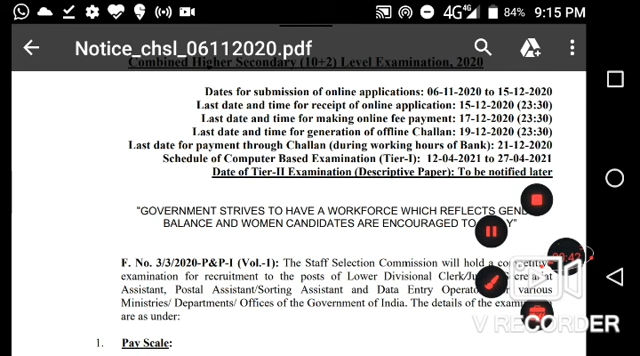 84% 9:15 PM
4G 4G
Notice_chsl_06112020.pdf
Combined Higher Secondary (10+2) Level Examination, 2020
Dates for submission of online applications: 06-11-2020 to 15-12-2020
Last date and time for receipt of online application: 15-12-2020 (23:30)
Last date and time for making online fee payment: 17-12-2020 (23:30)
Last date and time for generation of offline Challan: 19-12-2020 (23:30)
Last date for payment through Challan (during working hours of Bank): 21-12-2020
Schedule of Computer Based Examination (Tier-I): 12-04-2021 to 27-04-2021
Date of Tier-II Examination (Descriptive Paper): To be notified later
"GOVERNMENT STRIVES TO HAVE A WORKFORCE WHICH REFLECTS
BALANCE AND WOMEN CANDIDATES ARE ENCOURAGED TO
F. No. 3/3/2020-P&P-I (Vol.-1): The Staff Selection Commission will hold a
examination for recruitment to the posts of Lower Divisional
Assistant, Postal Assistant/Sorting Assistant and Data Entry various
Ministries/ Departments/ Offices of the Government of India. The details of the
are as under:
1. Pay Scale:
V RECORDER